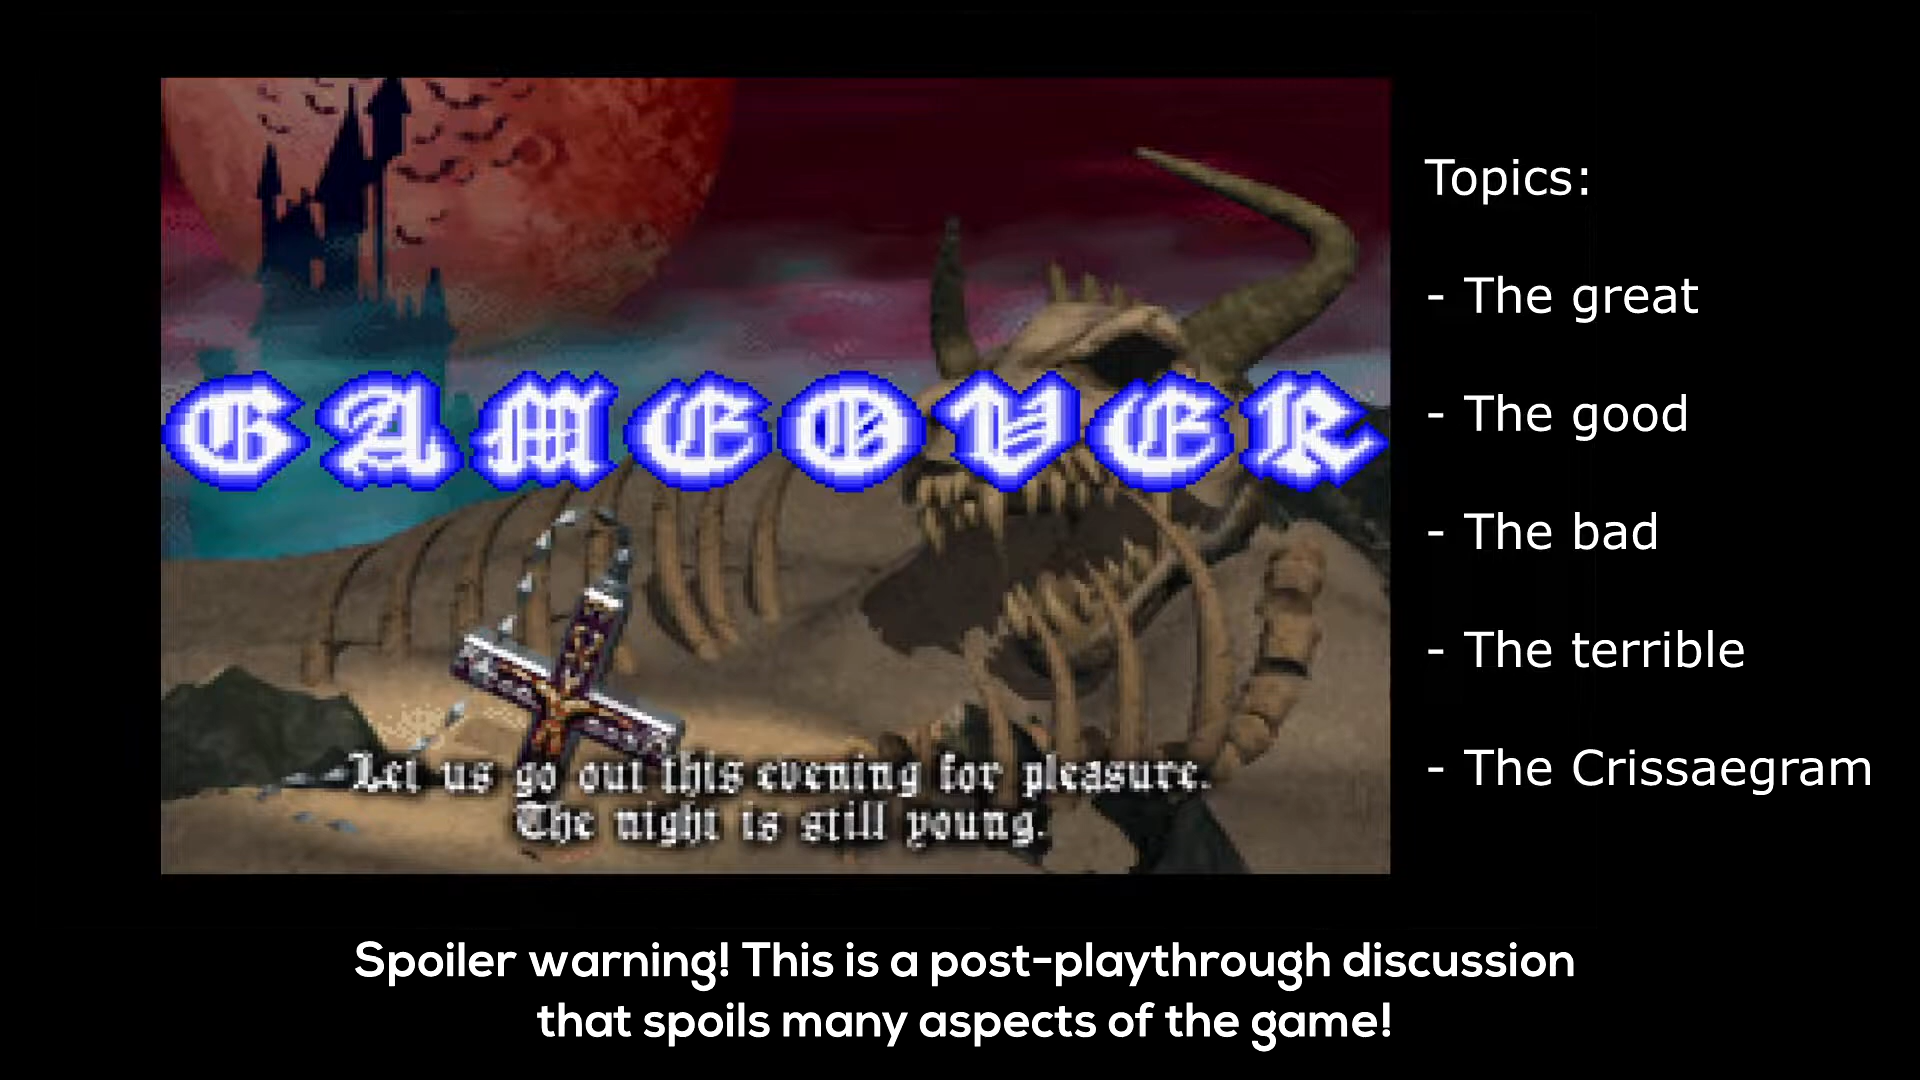 GAMEOVER
Let us go out this evening for pleasure.
The night is still young.
Topics:
- The great
- The good
- The bad
- The terrible
- The Crissaegram
Spoiler warning! This is a post-playthrough discussion
that spoils many aspects of the game!